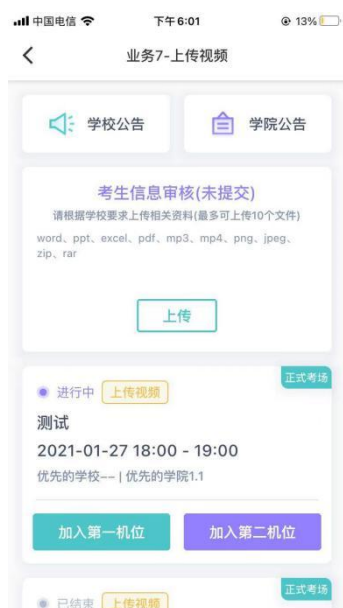 中国电信 下午6:01 13%
业务7-上传视频
学校公告 学院公告
考生信息审核(未提交)
请根据学校要求上传相关资料(最多可上传10个文件)
word、ppt、excel、pdf、mp3、mp4、png、jpeg、
zip、rar
上传
正式考场
进行中 上传视频
测试
2021-01-27 18:00 - 19:00
优先的学校-- | 优先的学院1.1
加入第一机位 加入第二机位
正式考场
已结束 上传视频